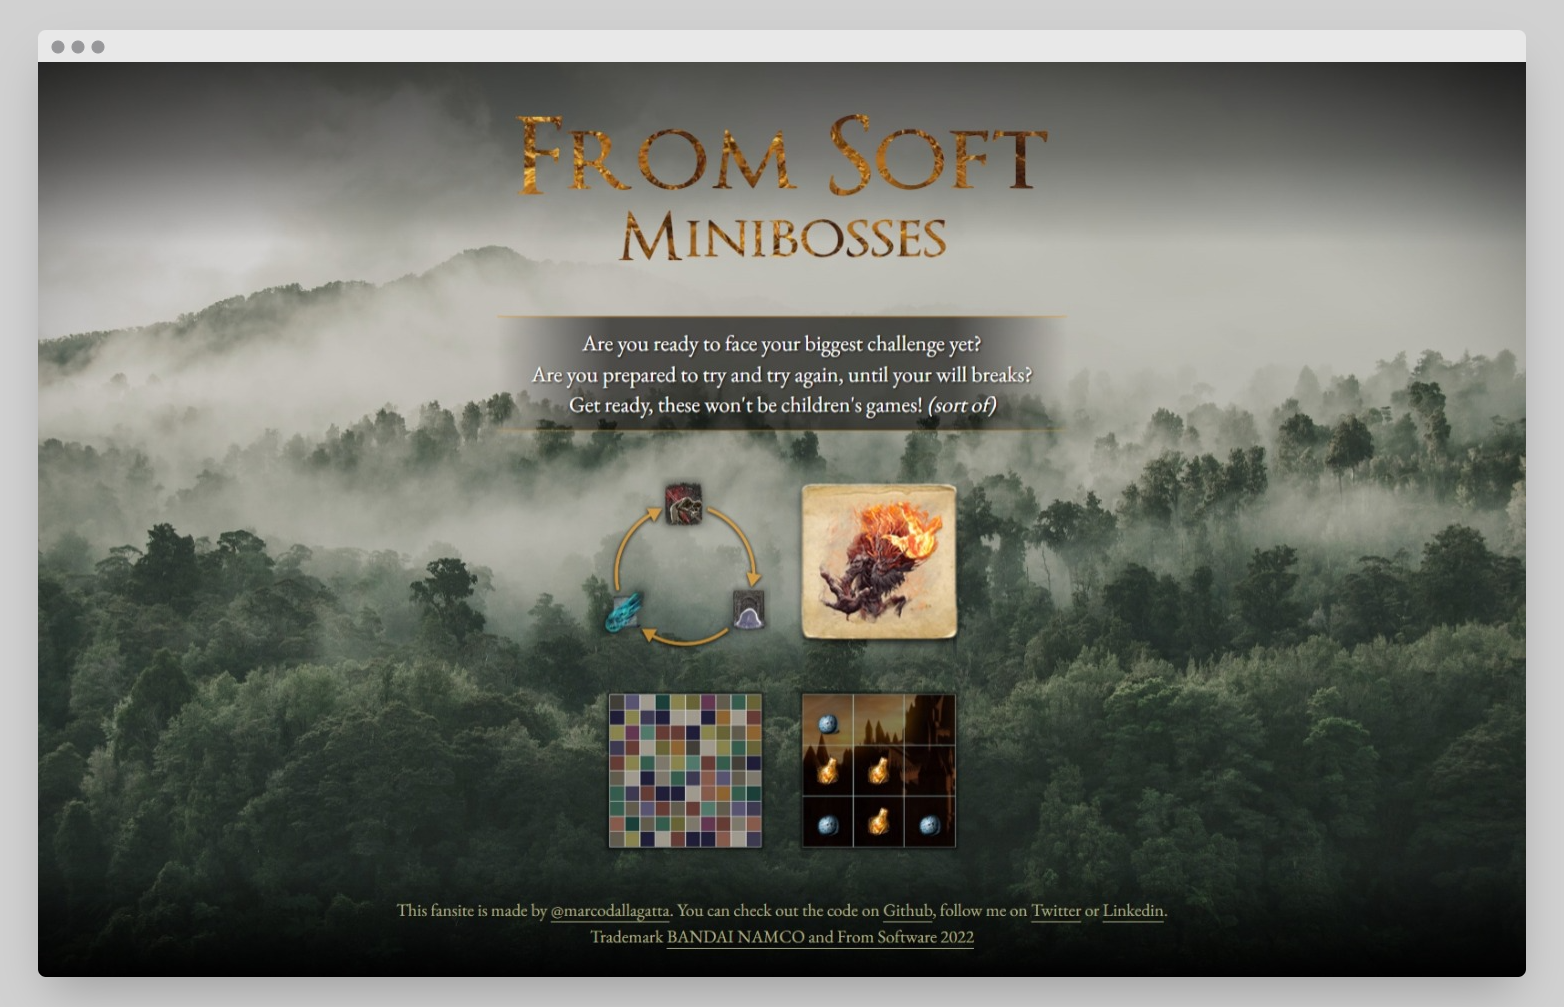 From Soft
Minibosses
Are you ready to face your biggest challenge yet?
Are you prepared to try and try again, until your will breaks?
Get ready, these won't be children's games! (sort of)
This fansite is made by @marcodallagatta. You can check out the code on Github, follow me on Twitter or Linkedin.
Trademark BANDAI NAMCO and From Software 2022